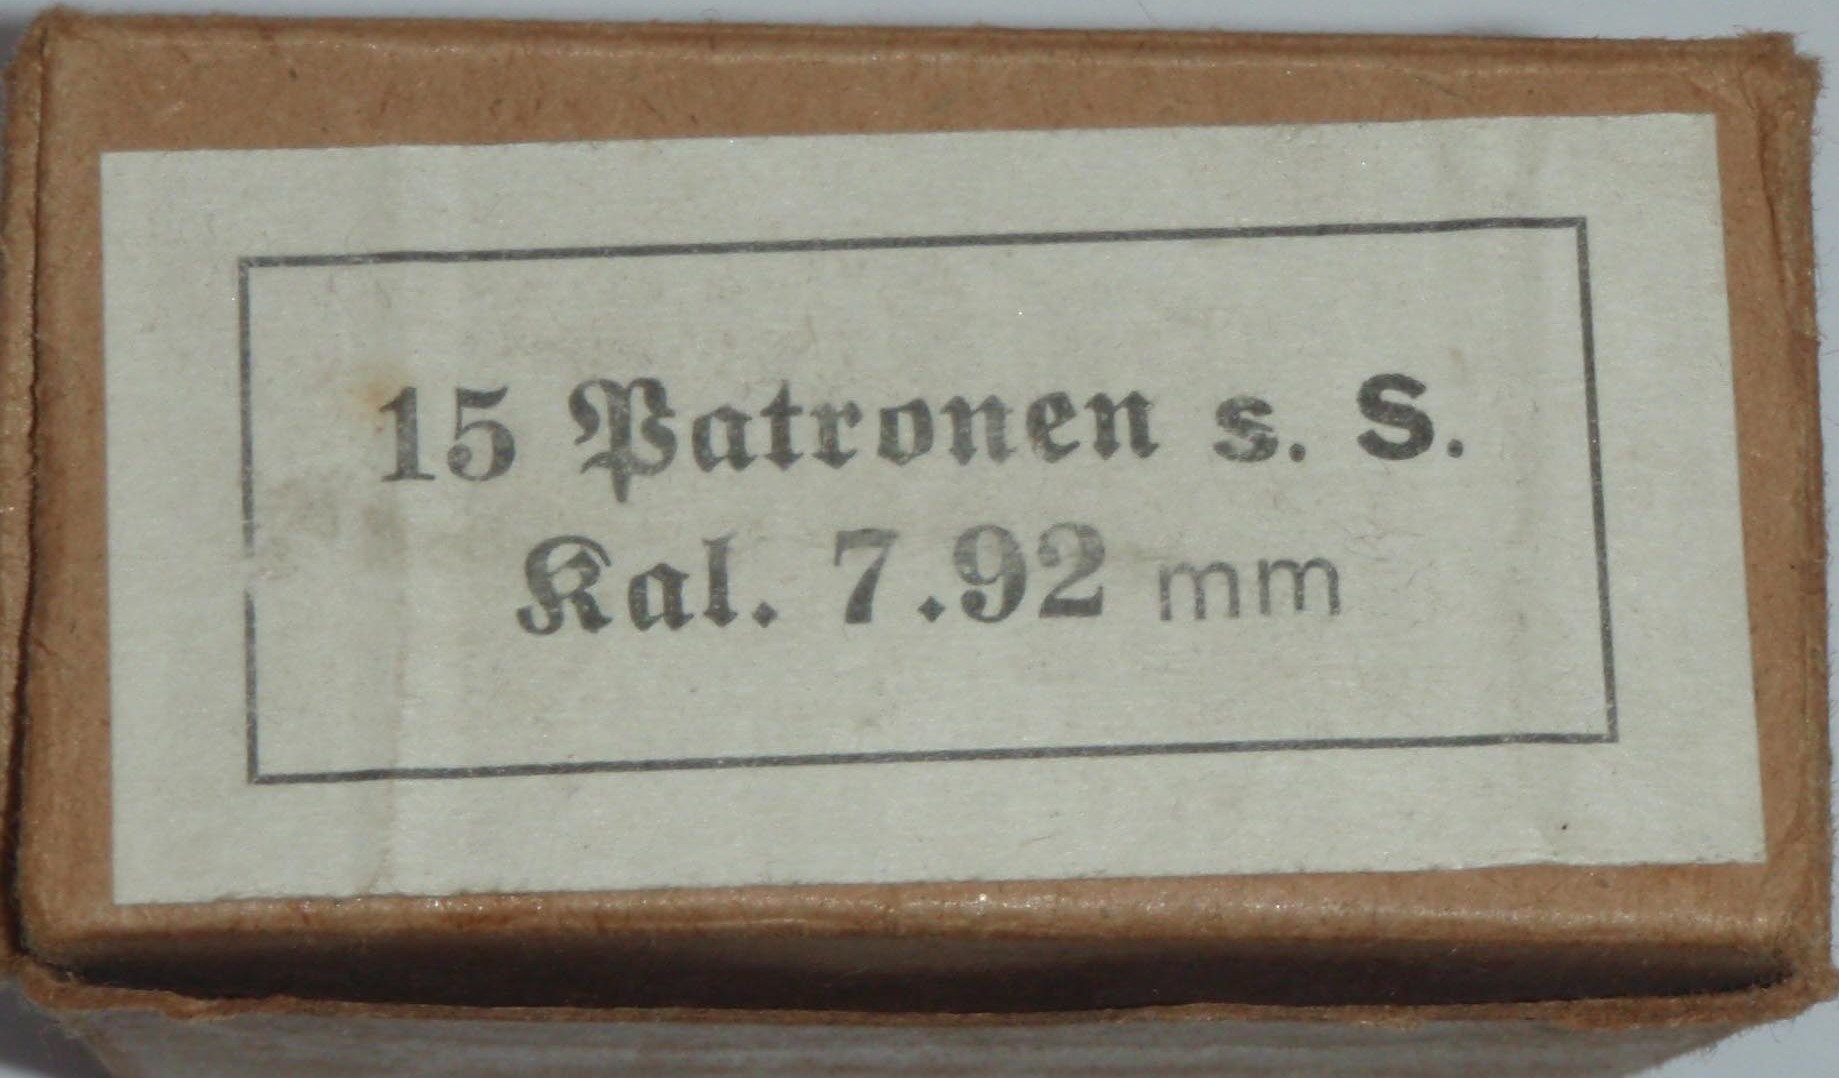 15 Patronen s. S.
Kal. 7.92 mm